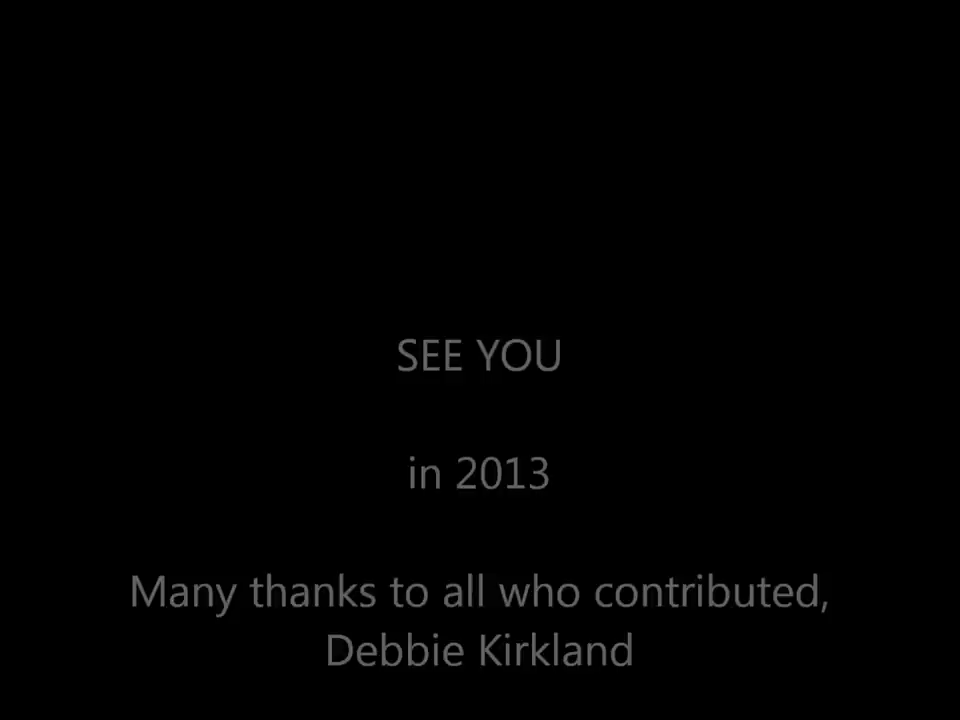 SEE YOU
in 2013
Many thanks to all who contributed,
Debbie Kirkland